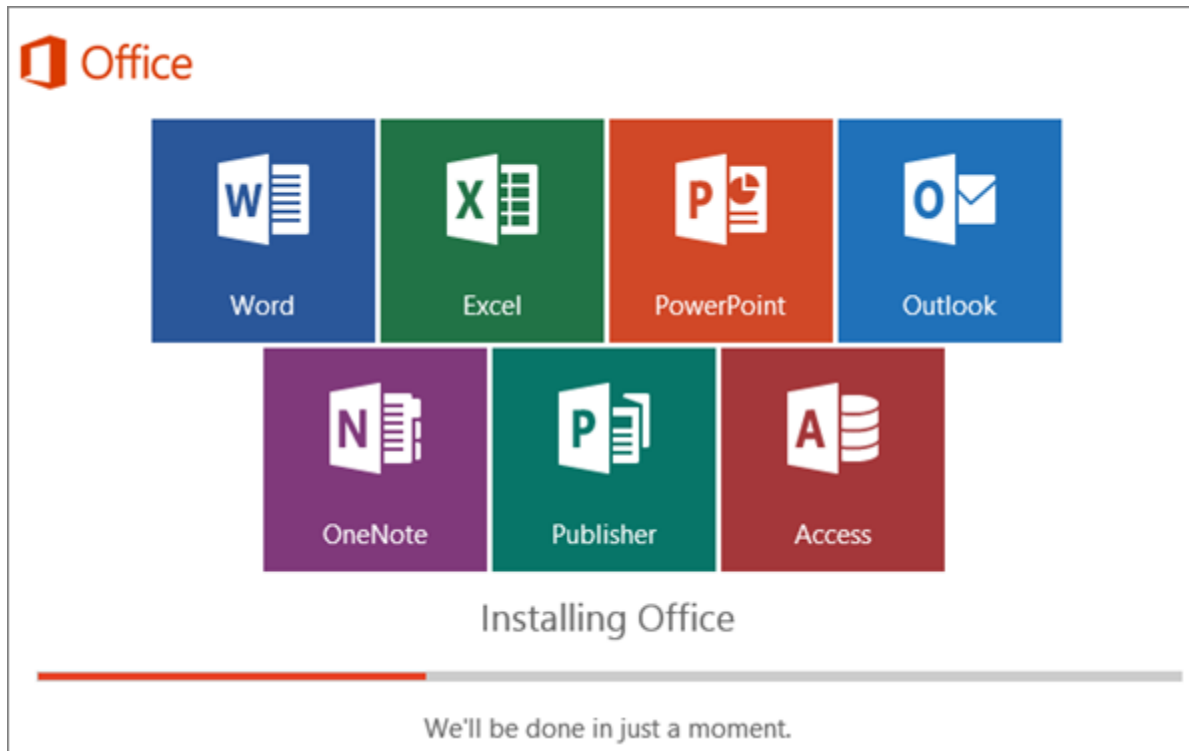 Office
W
X
P
O
Word
Excel
PowerPoint
Outlook
N
P
A
OneNote
Publisher
Access
Installing Office
We'll be done in just a moment.